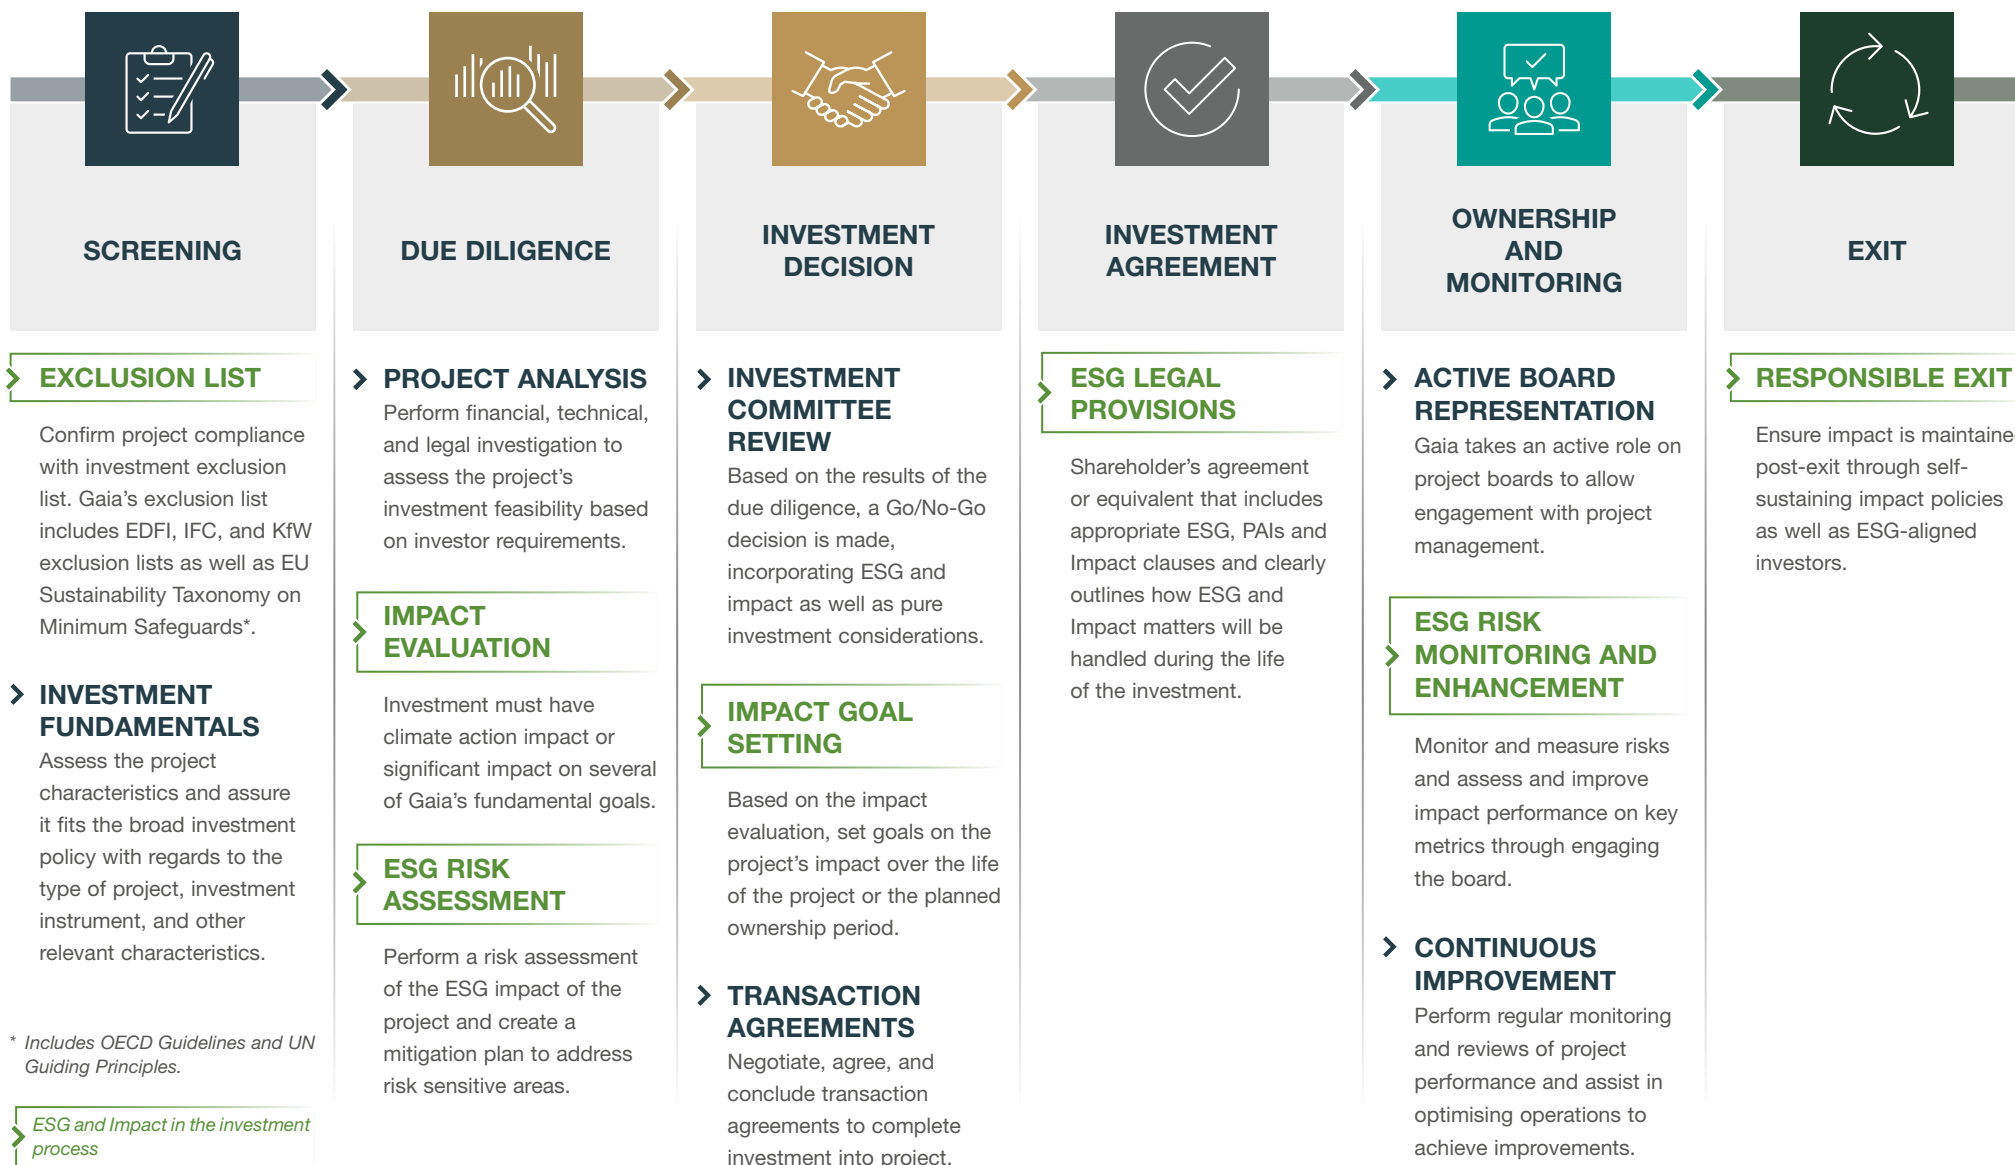 SCREENING
EXCLUSION LIST
Confirm project compliance
with investment exclusion
list. Gaia's exclusion list
includes EDFI, IFC, and KfW
exclusion lists as well as EU
Sustainability Taxonomy on
Minimum Safeguards*.
INVESTMENT
FUNDAMENTALS
Assess the project
characteristics and assure
it fits the broad investment
policy with regards to the
type of project, investment
instrument, and other
relevant characteristics.
* Includes OECD Guidelines and UN
Guiding Principles.
ESG and Impact in the investment
process
DUE DILIGENCE
PROJECT ANALYSIS
Perform financial, technical,
and legal investigation to
assess the project's
investment feasibility based
on investor requirements.
IMPACT
EVALUATION
Investment must have
climate action impact or
significant impact on several
of Gaia's fundamental goals.
ESG RISK
ASSESSMENT
Perform a risk assessment
of the ESG impact of the
project and create a
mitigation plan to address
risk sensitive areas.
INVESTMENT
DECISION
INVESTMENT
COMMITTEE
REVIEW
Based on the results of the
due diligence, a Go/No-Go
decision is made,
incorporating ESG and
impact as well as pure
investment considerations.
IMPACT GOAL
SETTING
Based on the impact
evaluation, set goals on the
project's impact over the life
of the project or the planned
ownership period.
TRANSACTION
AGREEMENTS
Negotiate, agree, and
conclude transaction
agreements to complete
investment into project.
INVESTMENT
AGREEMENT
ESG LEGAL
PROVISIONS
Shareholder's agreement
or equivalent that includes
appropriate ESG, PAIs and
Impact clauses and clearly
outlines how ESG and
Impact matters will be
handled during the life
of the investment.
OWNERSHIP
AND
MONITORING
ACTIVE BOARD
REPRESENTATION
Gaia takes an active role on
project boards to allow
engagement with project
management.
ESG RISK
MONITORING AND
ENHANCEMENT
Monitor and measure risks
and assess and improve
impact performance on key
metrics through engaging
the board.
CONTINUOUS
IMPROVEMENT
Perform regular monitoring
and reviews of project
performance and assist in
optimising operations to
achieve improvements.
EXIT
RESPONSIBLE EXIT
Ensure impact is maintaine
post-exit through self-
sustaining impact policies
as well as ESG-aligned
investors.